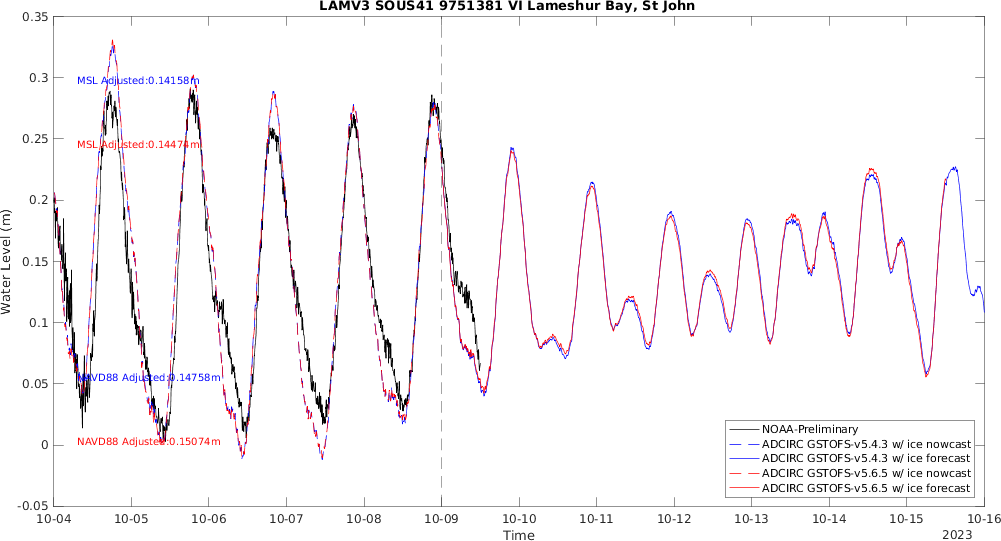 LAMV3 SOUS41 9751381 VI Lameshur Bay, St John
0.35
0.3
0.25
0.2
0.15
0.1
0.05
0
-0.05
Water Level (m)
MSL Adjusted:0.14158m
MSL Adjusted:0.14474m
NAVD88 Adjusted:0.14758m
NAVD88 Adjusted:0.15074m
NOAA-Preliminary
ADCIRC GSTOFS-v5.4.3 w/ ice nowcast
ADCIRC GSTOFS-v5.4.3 w/ ice forecast
ADCIRC GSTOFS-v5.6.5 w/ ice nowcast
ADCIRC GSTOFS-v5.6.5 w/ ice forecast
10-04 10-05 10-06 10-07 10-08 10-09 10-10 10-11 10-12 10-13 10-14 10-15 10-16
Time
2023